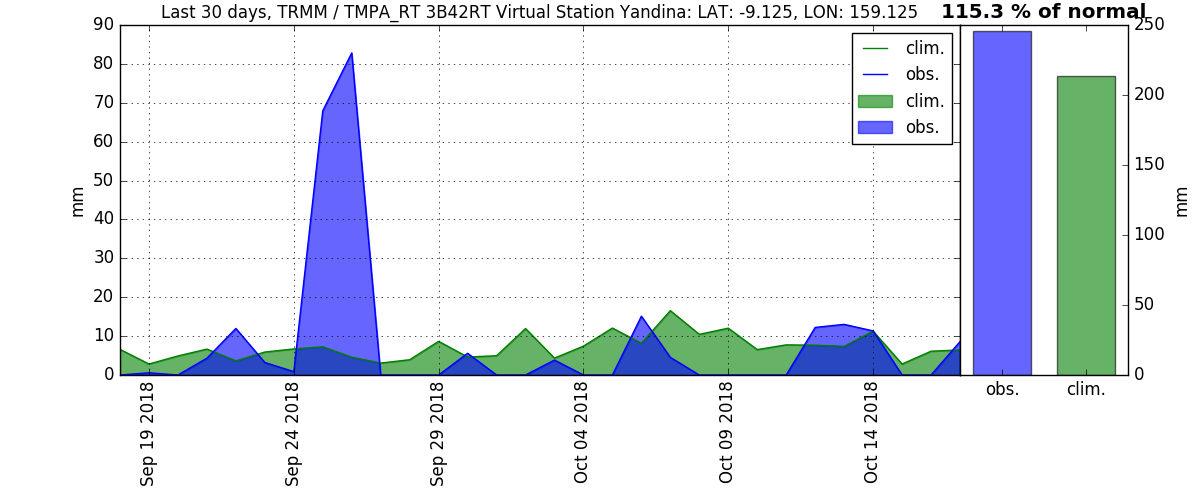 Last 30 days, TRMM / TMPA_RT 3B42RT Virtual Station Yandina: LAT: -9.125, LON: 159.125
115.3 % of normal
90
80
70
60
50
40
30
20
10
0
mm
clim.
obs.
clim.
obs.
250
200
150
100
50
0
mm
Sep 19 2018
Sep 24 2018
Sep 29 2018
Oct 04 2018
Oct 09 2018
Oct 14 2018
obs.
clim.